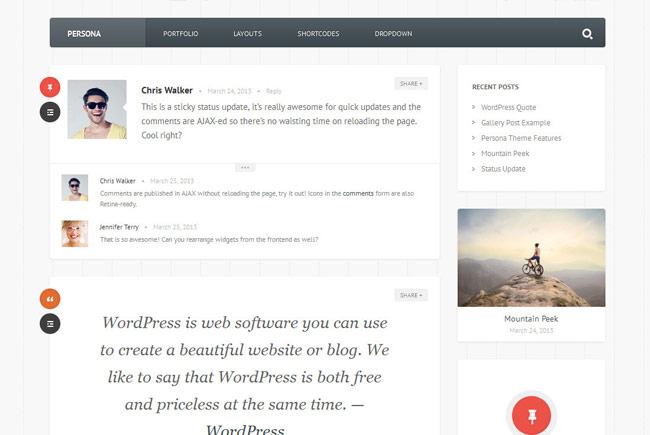 PERSONA
PORTFOLIO
LAYOUTS
SHORTCODES
DROPDOWN
Chris Walker • March 24, 2013 • Reply
SHARE +
This is a sticky status update, it's really awesome for quick updates and the
comments are AJAX-ed so there's no waisting time on reloading the page.
Cool right?
Chris Walker • March 25, 2013
Comments are published in AJAX without reloading the page, try it out! Icons in the comments form are also
Retina-ready.
Jennifer Terry • March 25, 2013
That is so awesome! Can you rearrange widgets from the frontend as well?
SHARE +
WordPress is web software you can use
to create a beautiful website or blog. We
like to say that WordPress is both free
and priceless at the same time. —
WordPress
RECENT POSTS
WordPress Quote
Gallery Post Example
Persona Theme Features
Mountain Peek
Status Update
Mountain Peek
March 24, 2013